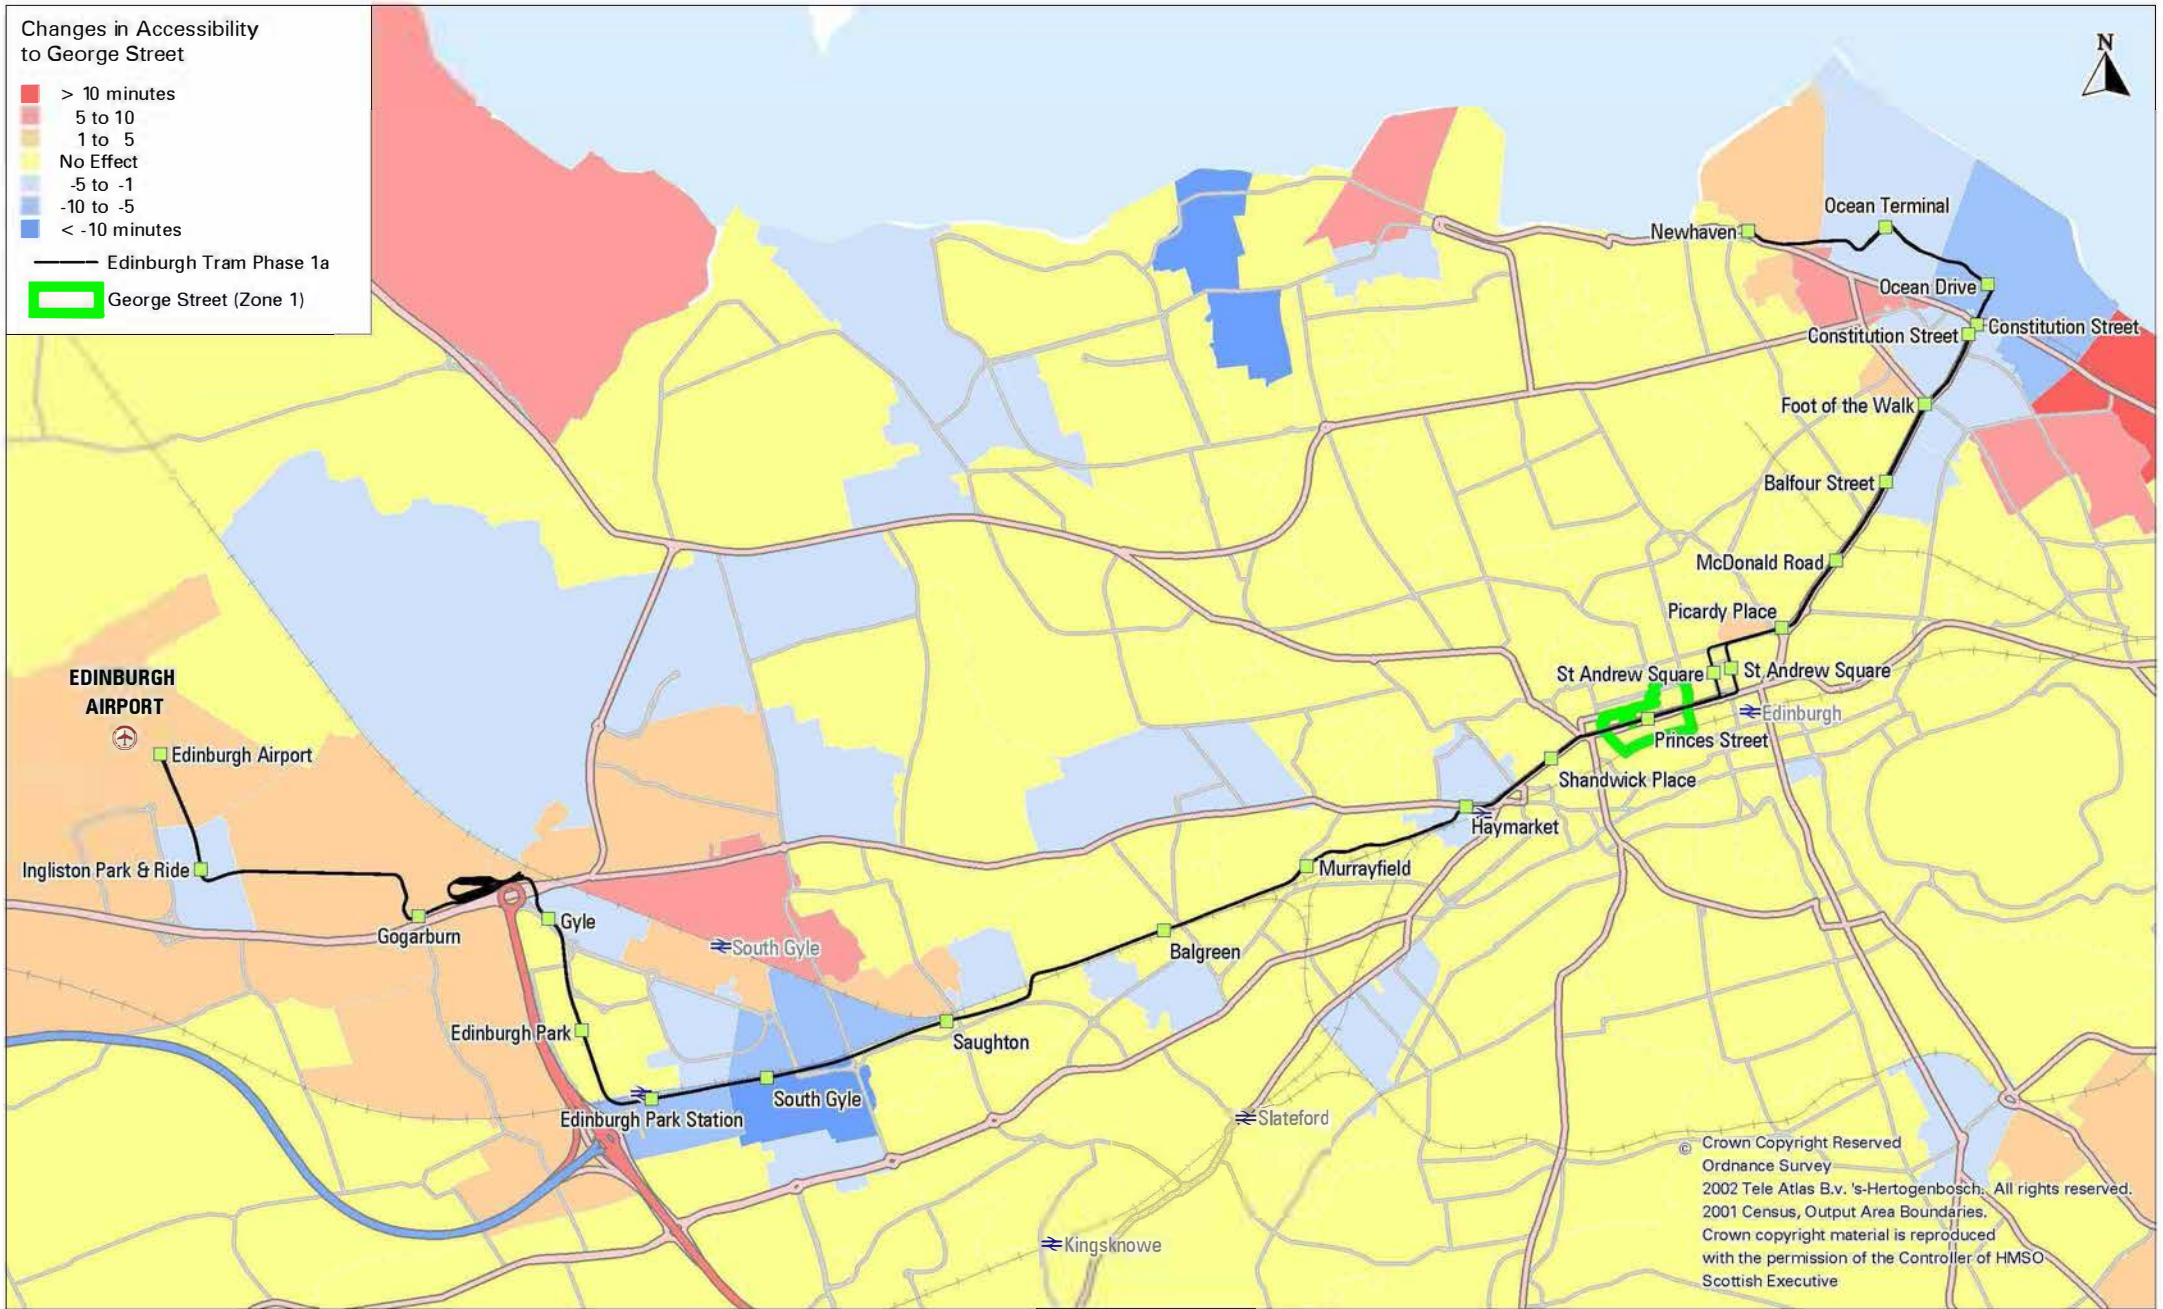 Changes in Accessibility
to George Street
> 10 minutes
5 to 10
1 to 5
No Effect
-5 to -1
-10 to -5
< -10 minutes
Edinburgh Tram Phase 1a
George Street (Zone 1)
N
Ocean Terminal
Newhaven
Ocean Drive
Constitution Street
Constitution Street
Foot of the Walk
Balfour Street
McDonald Road
Picardy Place
St Andrew Square
St Andrew Square
Edinburgh
Princes Street
Shandwick Place
Haymarket
Murrayfield
Balgreen
Saughton
South Gyle
South Gyle
Edinburgh Park Station
Edinburgh Park
Gyle
Gogarburn
Ingliston Park & Ride
Edinburgh Airport
EDINBURGH
AIRPORT
Slateford
Kingsknowe
© Crown Copyright Reserved
Ordnance Survey
2002 Tele Atlas B.v. 's-Hertogenbosch. All rights reserved.
2001 Census, Output Area Boundaries.
Crown copyright material is reproduced
with the permission of the Controller of HMSO
Scottish Executive